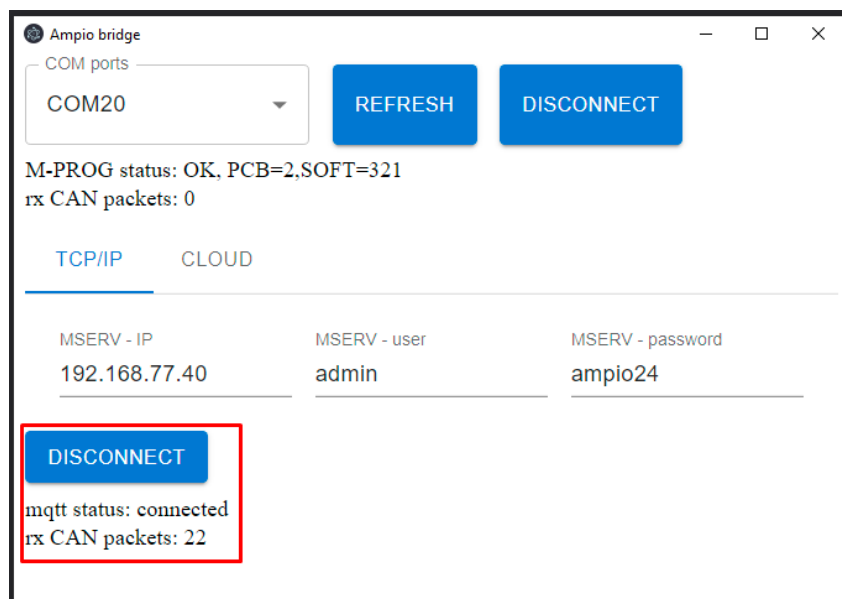 Ampio bridge
COM ports
COM20
REFRESH
DISCONNECT
M-PROG status: OK, PCB=2,SOFT=321
rx CAN packets: 0
TCP/IP
CLOUD
MSERV - IP
MSERV - user
MSERV - password
192.168.77.40
admin
ampio24
DISCONNECT
mqtt status: connected
rx CAN packets: 22